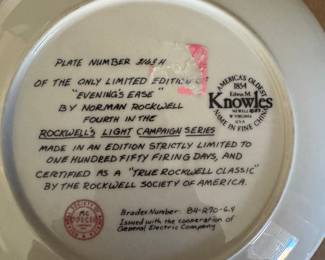 PLATE NUMBER
OF THE ONLY LIMITED EDITION OF
"EVENING'S EASE"
BY NORMAN ROCKWELL
FOURTH IN THE
ROCKWELL'S LIGHT CAMPAIGN SERIES
MADE IN AN EDITION STRICTLY LIMITED TO
ONE HUNDRED FIFTY FIRING DAYS, AND
CERTIFIED AS A "TRUE ROCKWELL CLASSIC"
BY THE ROCKWELL SOCIETY OF AMERICA.
AMERICA'S OLDEST
1854
Edwin M.
Knowles
NEWELL
W VIRGINIA
U.S.A.
NAME IN FINE CHINA
Bradex Number: 84-R70-6.4
Issued with the cooperation of
General Electric Company